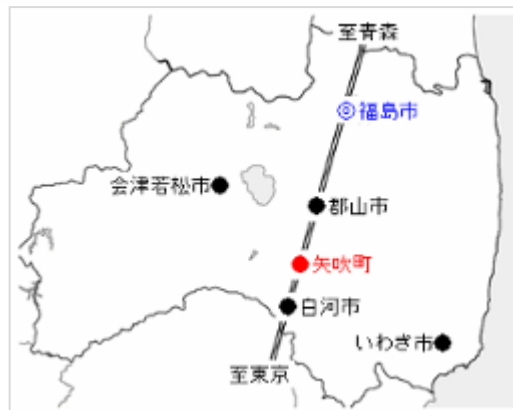 至青森
福島市
会津若松市
郡山市
矢吹町
白河市
いわき市
至東京